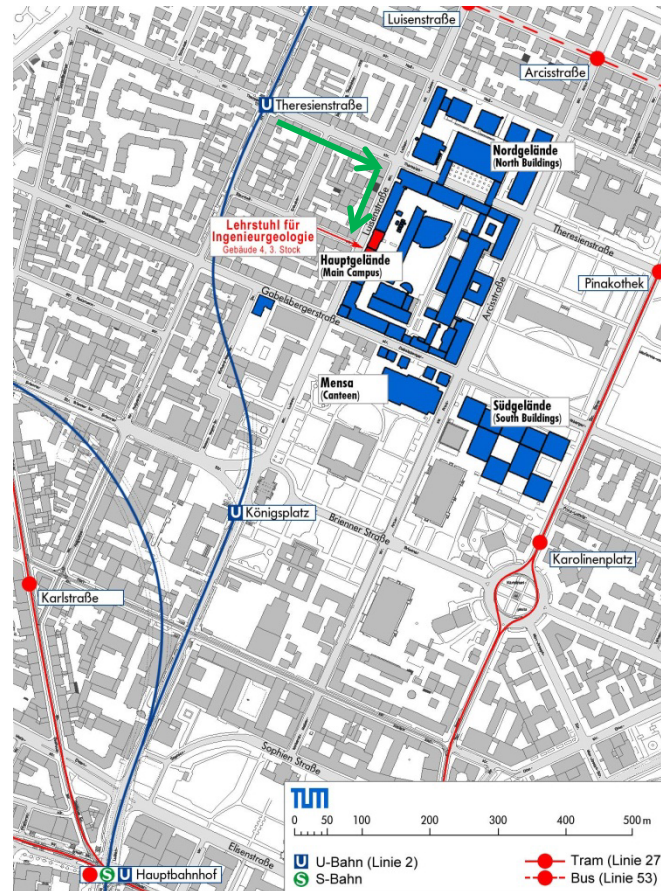 Luisenstraße
Arcisstraße
U Theresienstraße
Nordgelände
(North Buildings)
Luisenstraße
Lehrstuhl für
Ingenieurgeologie
Gebäude 4, 3. Stock
Hauptgelände
(Main Campus)
Theresienstraße
Pinakothek
Arcisstraße
Gabelsbergerstraße
Mensa
(Canteen)
Südgelände
(South Buildings)
U Königsplatz
Brienner Straße
Karolinenplatz
Karlstraße
Sophien Straße
Elisenstraße
S U Hauptbahnhof
TUM
0 50 100 200 300 400 500 m
U U-Bahn (Linie 2)
S S-Bahn
Tram (Linie 27
Bus (Linie 53)